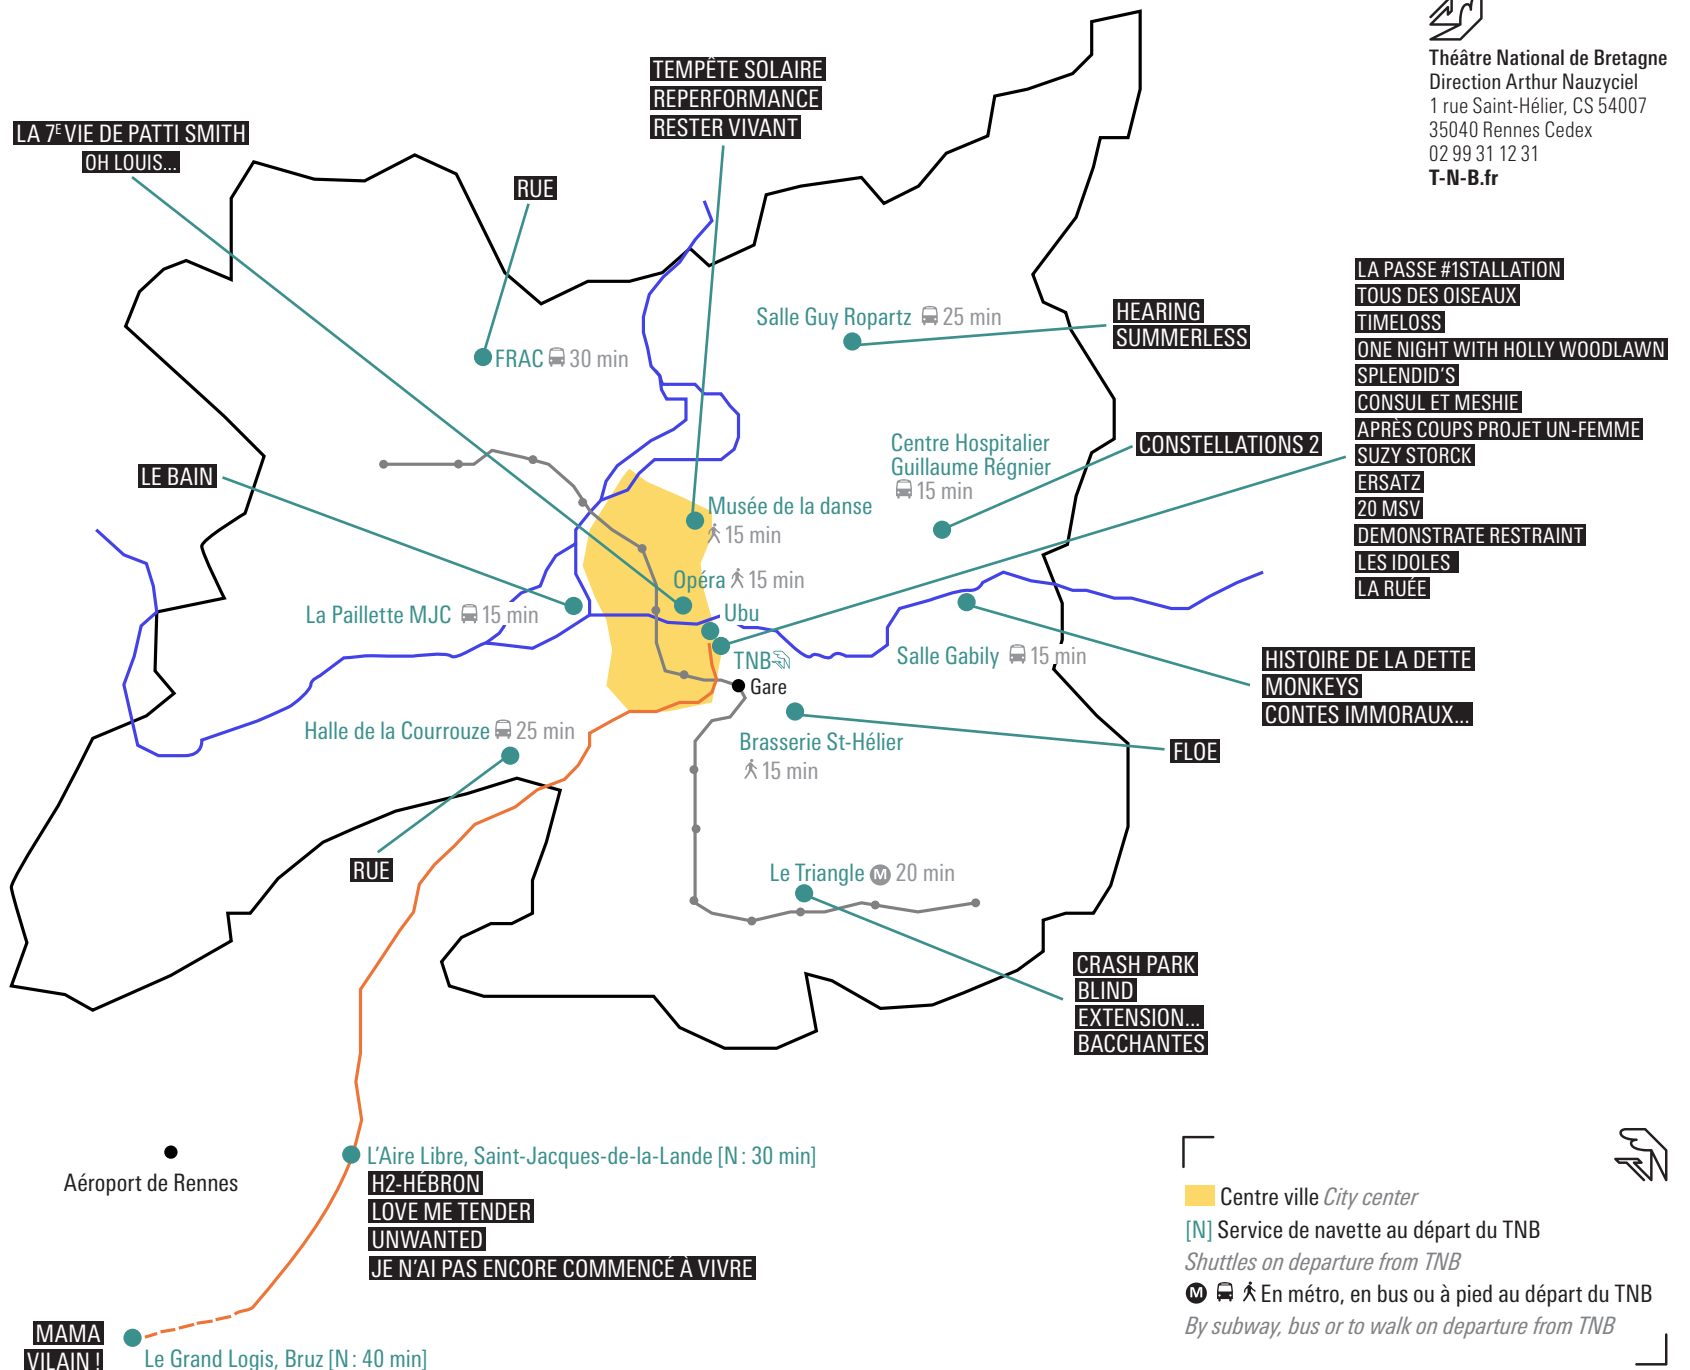 Théâtre National de Bretagne
Direction Arthur Nauzyciel
1 rue Saint-Hélier, CS 54007
35040 Rennes Cedex
02 99 31 12 31
T-N-B.fr
TEMPÊTE SOLAIRE
REPERFORMANCE
RESTER VIVANT
LA 7E VIE DE PATTI SMITH
OH LOUIS...
RUE
FRAC 30 min
Salle Guy Ropartz 25 min
HEARING
SUMMERLESS
LA PASSE #1STALLATION
TOUS DES OISEAUX
TIMELOSS
ONE NIGHT WITH HOLLY WOODLAWN
SPLENDID'S
CONSUL ET MESHIE
APRÈS COUPS PROJET UN-FEMME
SUZY STORCK
ERSATZ
20 MSV
DEMONSTRATE RESTRAINT
LES IDOLES
LA RUÉE
Centre Hospitalier
Guillaume Régnier
15 min
CONSTELLATIONS 2
LE BAIN
Musée de la danse
15 min
Opéra 15 min
La Paillette MJC 15 min
Ubu
TNB
Gare
Salle Gabily 15 min
HISTOIRE DE LA DETTE
MONKEYS
CONTES IMMORAUX...
Halle de la Courrouze 25 min
Brasserie St-Hélier
15 min
FLOE
RUE
Le Triangle M 20 min
CRASH PARK
BLIND
EXTENSION...
BACCHANTES
Aéroport de Rennes
L'Aire Libre, Saint-Jacques-de-la-Lande [N : 30 min]
H2-HÉBRON
LOVE ME TENDER
UNWANTED
JE N'AI PAS ENCORE COMMENCÉ À VIVRE
MAMA
VILAIN !
Le Grand Logis, Bruz [N : 40 min]
Centre ville City center
[N] Service de navette au départ du TNB
Shuttles on departure from TNB
M En métro, en bus ou à pied au départ du TNB
By subway, bus or to walk on departure from TNB